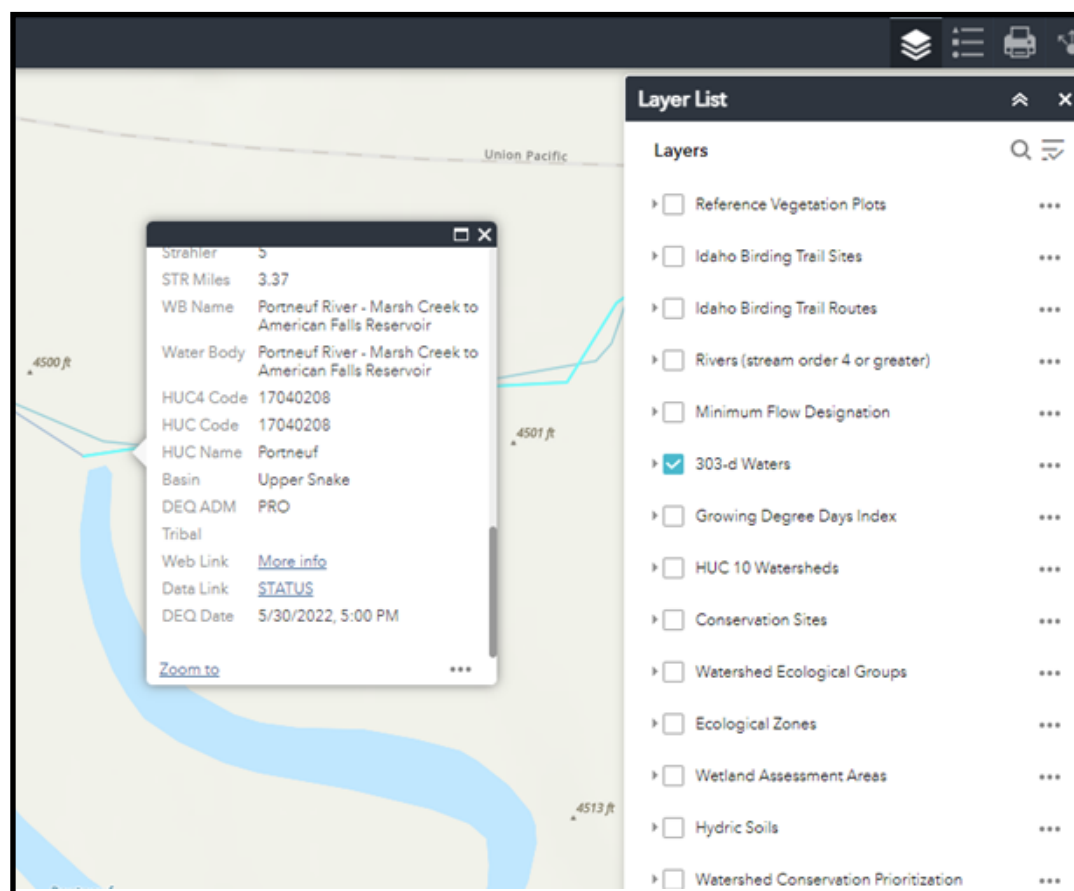 Layer List
Layers
Reference Vegetation Plots
Idaho Birding Trail Sites
Idaho Birding Trail Routes
Rivers (stream order 4 or greater)
Minimum Flow Designation
303-d Waters
Growing Degree Days Index
HUC 10 Watersheds
Conservation Sites
Watershed Ecological Groups
Ecological Zones
Wetland Assessment Areas
Hydric Soils
Watershed Conservation Prioritization
Union Pacific
4500 ft
4501 ft
4513 ft
Strahler 5
STR Miles 3.37
WB Name Portneuf River - Marsh Creek to
American Falls Reservoir
Water Body Portneuf River - Marsh Creek to
American Falls Reservoir
HUC4 Code 17040208
HUC Code 17040208
HUC Name Portneuf
Basin Upper Snake
DEQ ADM PRO
Tribal
Web Link More info
Data Link STATUS
DEQ Date 5/30/2022, 5:00 PM
Zoom to